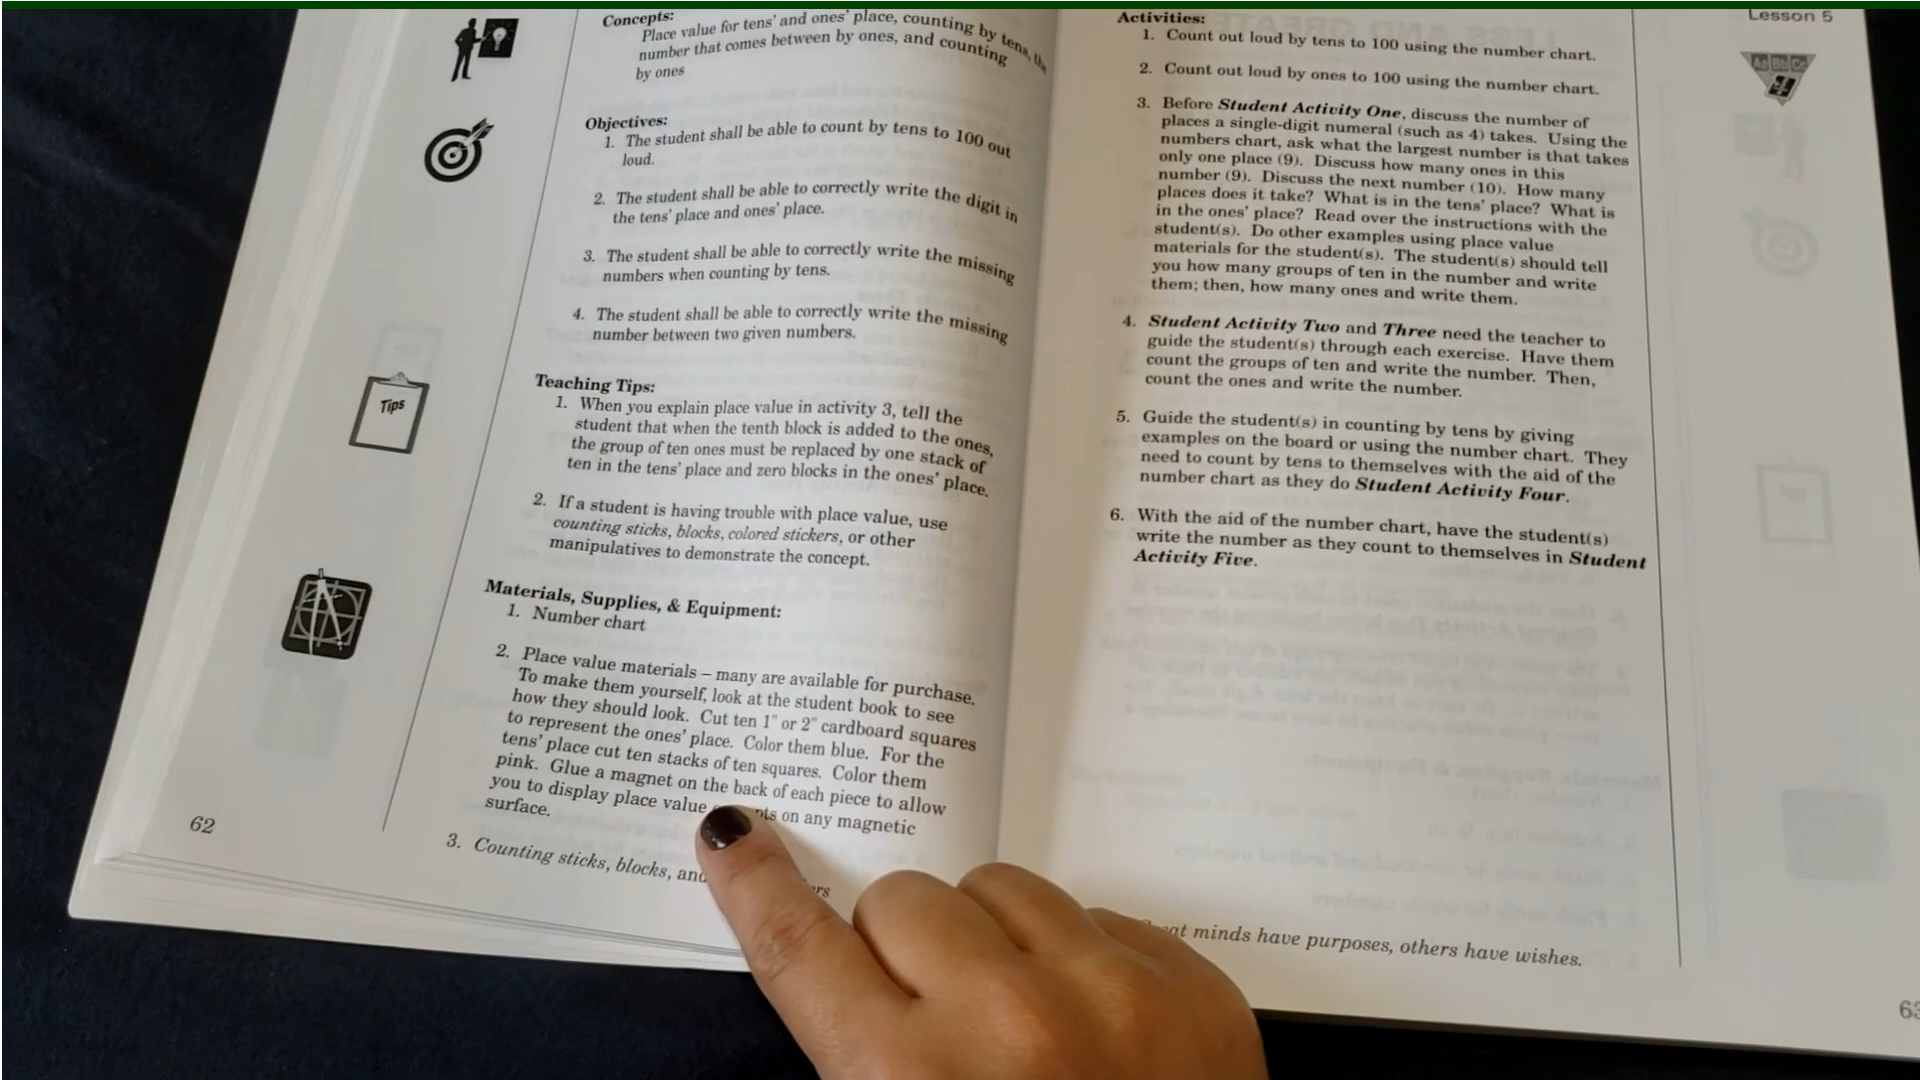 Concepts:
Place value for tens' and ones' place, counting by tens, the
number that comes between by ones, and counting
by ones
Objectives:
1. The student shall be able to count by tens to 100 out
loud.
2. The student shall be able to correctly write the digit in
the tens' place and ones' place.
3. The student shall be able to correctly write the missing
numbers when counting by tens.
4. The student shall be able to correctly write the missing
number between two given numbers.
Tips
Teaching Tips:
1. When you explain place value in activity 3, tell the
student that when the tenth block is added to the ones,
the group of ten ones must be replaced by one stack of
ten in the tens' place and zero blocks in the ones' place.
2. If a student is having trouble with place value, use
counting sticks, blocks, colored stickers, or other
manipulatives to demonstrate the concept.
Materials, Supplies, & Equipment:
1. Number chart
2. Place value materials – many are available for purchase.
To make them yourself, look at the student book to see
how they should look. Cut ten 1" or 2" cardboard squares
to represent the ones' place. Color them blue. For the
tens' place cut ten stacks of ten squares. Color them
pink. Glue a magnet on the back of each piece to allow
you to display place value on any magnetic
surface.
3. Counting sticks, blocks, and
62
Lesson 5
Aa Bb Cc
Activities:
1. Count out loud by tens to 100 using the number chart.
2. Count out loud by ones to 100 using the number chart.
3. Before Student Activity One, discuss the number of
places a single-digit numeral (such as 4) takes. Using the
numbers chart, ask what the largest number is that takes
only one place (9). Discuss how many ones in this
number (9). Discuss the next number (10). How many
places does it take? What is in the tens' place? What is
in the ones' place? Read over the instructions with the
student(s). Do other examples using place value
materials for the student(s). The student(s) should tell
you how many groups of ten in the number and write
them; then, how many ones and write them.
4. Student Activity Two and Three need the teacher to
guide the student(s) through each exercise. Have them
count the groups of ten and write the number. Then,
count the ones and write the number.
5. Guide the student(s) in counting by tens by giving
examples on the board or using the number chart. They
need to count by tens to themselves with the aid of the
number chart as they do Student Activity Four.
6. With the aid of the number chart, have the student(s)
write the number as they count to themselves in Student
Activity Five.
minds have purposes, others have wishes.
63